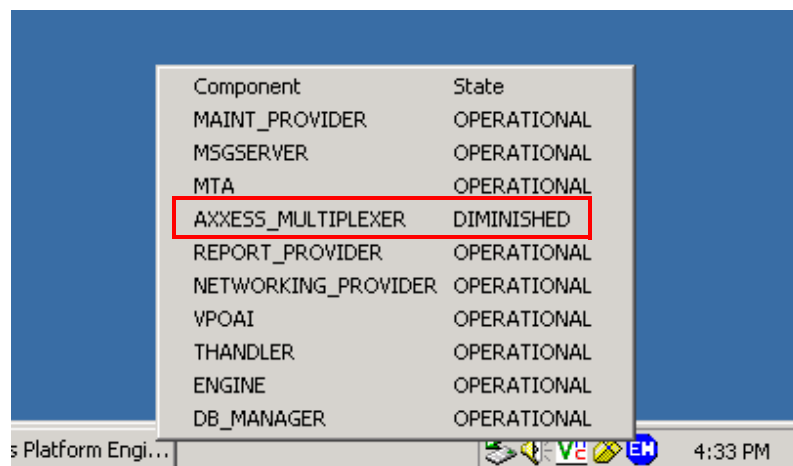 Component State
MAINT_PROVIDER OPERATIONAL
MSGSERVER OPERATIONAL
MTA OPERATIONAL
AXXESS_MULTIPLEXER DIMINISHED
REPORT_PROVIDER OPERATIONAL
NETWORKING_PROVIDER OPERATIONAL
VPOAI OPERATIONAL
THANDLER OPERATIONAL
ENGINE OPERATIONAL
DB_MANAGER OPERATIONAL
s Platform Engi... EM 4:33 PM